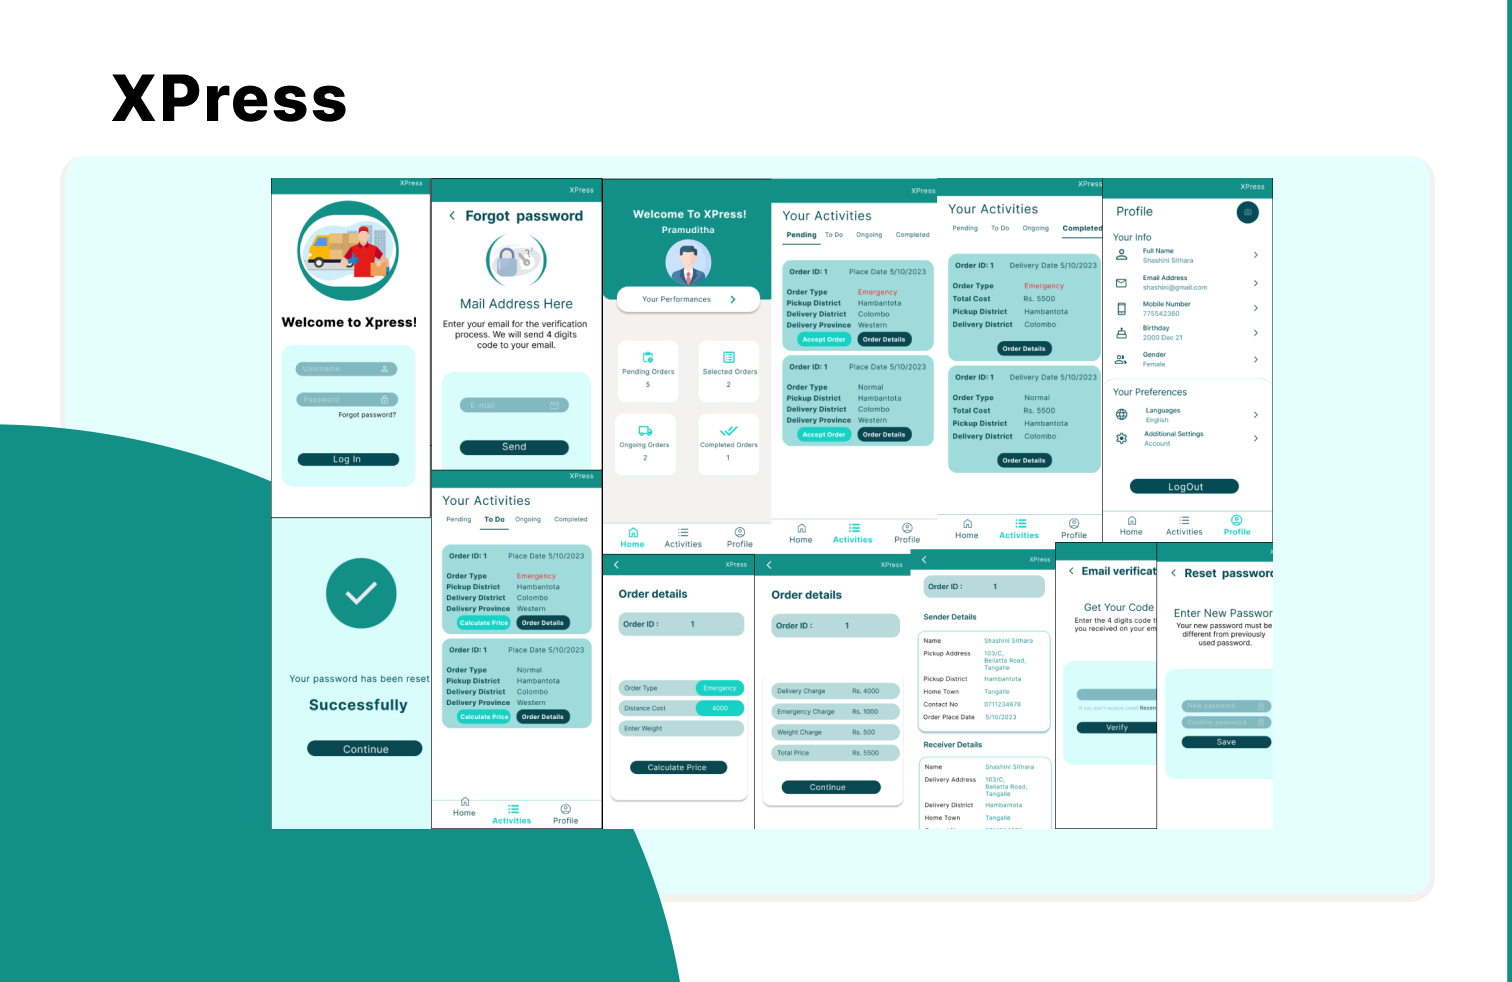 XPress
XPress
Welcome to Xpress!
Username
Password
Forgot password?
Log In
XPress
Forgot password
Mail Address Here
Enter your email for the verification
process. We will send 4 digits
code to your email.
E-mail
Send
XPress
Welcome To XPress!
Pramuditha
Your Performances
Pending Orders
5
Selected Orders
2
Ongoing Orders
2
Completed Orders
1
Home Activities Profile
XPress
Your Activities
Pending To Do Ongoing Completed
Order ID: 1 Place Date 5/10/2023
Order Type Emergency
Pickup District Hambantota
Delivery District Colombo
Delivery Province Western
Accept Order Order Details
Order ID: 1 Place Date 5/10/2023
Order Type Normal
Pickup District Hambantota
Delivery District Colombo
Delivery Province Western
Accept Order Order Details
Home Activities Profile
XPress
Your Activities
Pending To Do Ongoing Completed
Order ID: 1 Delivery Date 5/10/2023
Order Type Emergency
Total Cost Rs. 5500
Pickup District Hambantota
Delivery District Colombo
Order Details
Order ID: 1 Delivery Date 5/10/2023
Order Type Normal
Total Cost Rs. 5500
Pickup District Hambantota
Delivery District Colombo
Order Details
Home Activities Profile
XPress
Profile
Your Info
Full Name
Shashini Sithara
Email Address
shashini@gmail.com
Mobile Number
775542360
Birthday
2000 Dec 21
Gender
Female
Your Preferences
Languages
English
Additional Settings
Account
LogOut
Home Activities Profile
Your password has been reset
Successfully
Continue
XPress
Your Activities
Pending To Do Ongoing Completed
Order ID: 1 Place Date 5/10/2023
Order Type Emergency
Pickup District Hambantota
Delivery District Colombo
Delivery Province Western
Calculate Price Order Details
Order ID: 1 Place Date 5/10/2023
Order Type Normal
Pickup District Hambantota
Delivery District Colombo
Delivery Province Western
Calculate Price Order Details
Home Activities Profile
XPress
Order details
Order ID : 1
Order Type Emergency
Distance Cost 4000
Enter Weight
Calculate Price
XPress
Order details
Order ID : 1
Delivery Charge Rs. 4000
Emergency Charge Rs. 1000
Weight Charge Rs. 500
Total Price Rs. 5500
Continue
XPress
Order ID : 1
Sender Details
Name Shashini Sithara
Pickup Address 103/C,
Beliatta Road,
Tangalle
Pickup District Hambantota
Home Town Tangalle
Contact No 0711234678
Order Place Date 5/10/2023
Receiver Details
Name Shashini Sithara
Delivery Address 103/C,
Beliatta Road,
Tangalle
Delivery District Hambantota
Home Town Tangalle
Email verificat
Get Your Code
Enter the 4 digits code t
you received on your em
If you don't receive code! Resen
Verify
Reset password
Enter New Passwor
Your new password must be
different from previously
used password.
New password
Confirm password
Save